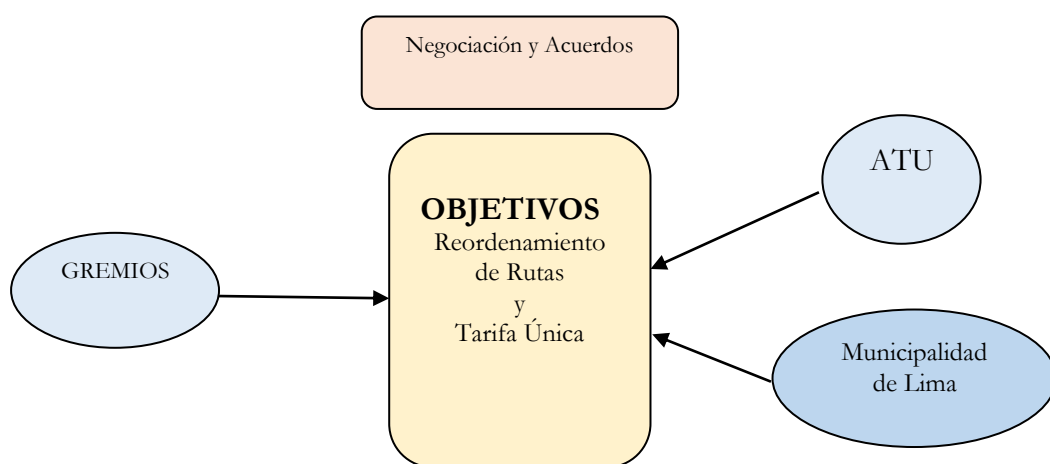 Negociación y Acuerdos
ATU
OBJETIVOS
Reordenamiento
de Rutas
y
Tarifa Única
GREMIOS
Municipalidad
de Lima